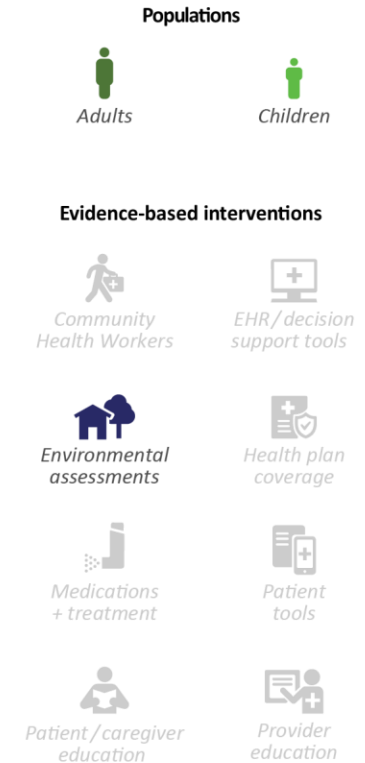 Populations
Adults
Children
Evidence-based interventions
Community
Health Workers
EHR / decision
support tools
Environmental
assessments
Health plan
coverage
Medications
+ treatment
Patient
tools
Patient / caregiver
education
Provider
education